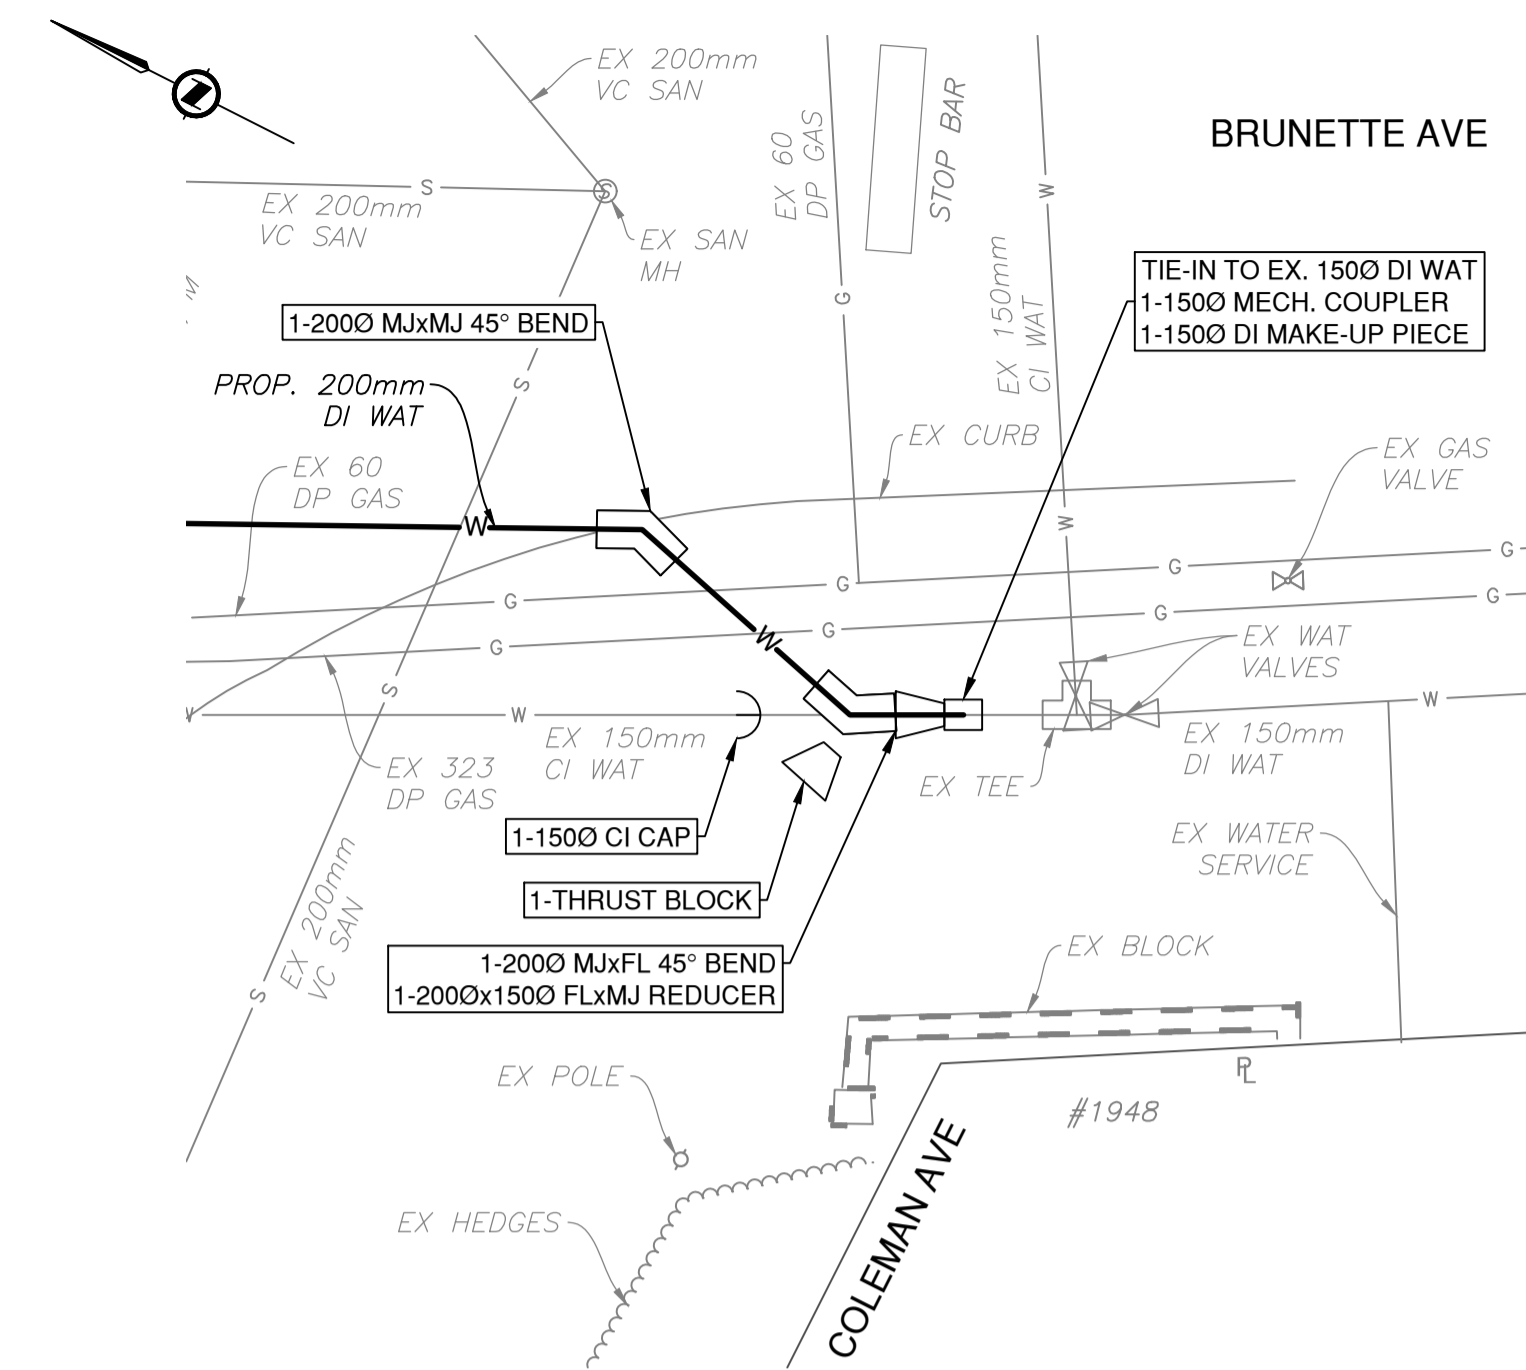 EX 200mm
VC SAN
BRUNETTE AVE
EX 60
DP GAS
STOP BAR
W
S
S
EX 200mm
VC SAN
EX SAN
MH
TIE-IN TO EX. 150Ø DI WAT
1-150Ø MECH. COUPLER
1-150Ø DI MAKE-UP PIECE
G
EX 150mm
CI WAT
1-200Ø MJxMJ 45° BEND
PROP. 200mm
DI WAT
S
EX CURB
EX GAS
VALVE
EX 60
DP GAS
W
W
G
G
G
G
G
G
G
G
W
EX WAT
VALVES
S
W
W
EX 150mm
CI WAT
EX 150mm
DI WAT
EX 323
DP GAS
EX TEE
1-150Ø CI CAP
EX WATER
SERVICE
1-THRUST BLOCK
EX 200mm
VC SAN
S
1-200Ø MJxFL 45° BEND
1-200Øx150Ø FLxMJ REDUCER
EX BLOCK
EX POLE
PL
#1948
COLEMAN AVE
EX HEDGES